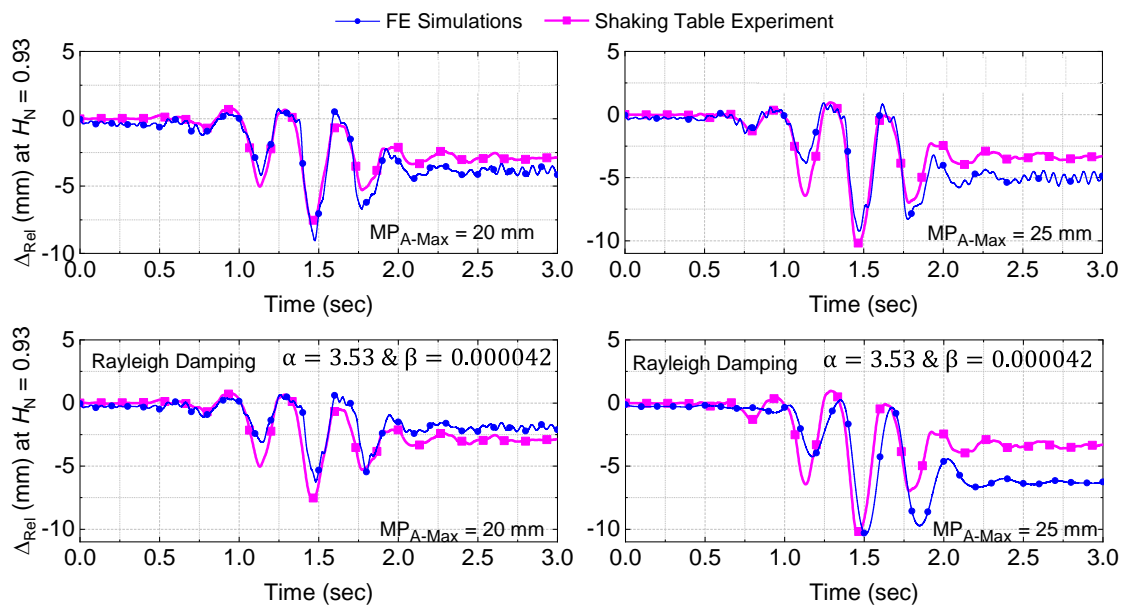 FE Simulations Shaking Table Experiment
Δ_Rel (mm) at H_N = 0.93
5
0
-5
-10
MP_A-Max = 20 mm
0.0 0.5 1.0 1.5 2.0 2.5 3.0
Time (sec)
5
0
-5
-10
MP_A-Max = 25 mm
0.0 0.5 1.0 1.5 2.0 2.5 3.0
Time (sec)
Δ_Rel (mm) at H_N = 0.93
5
0
-5
-10
Rayleigh Damping α = 3.53 & β = 0.000042
MP_A-Max = 20 mm
0.0 0.5 1.0 1.5 2.0 2.5 3.0
Time (sec)
5
0
-5
-10
Rayleigh Damping α = 3.53 & β = 0.000042
MP_A-Max = 25 mm
0.0 0.5 1.0 1.5 2.0 2.5 3.0
Time (sec)